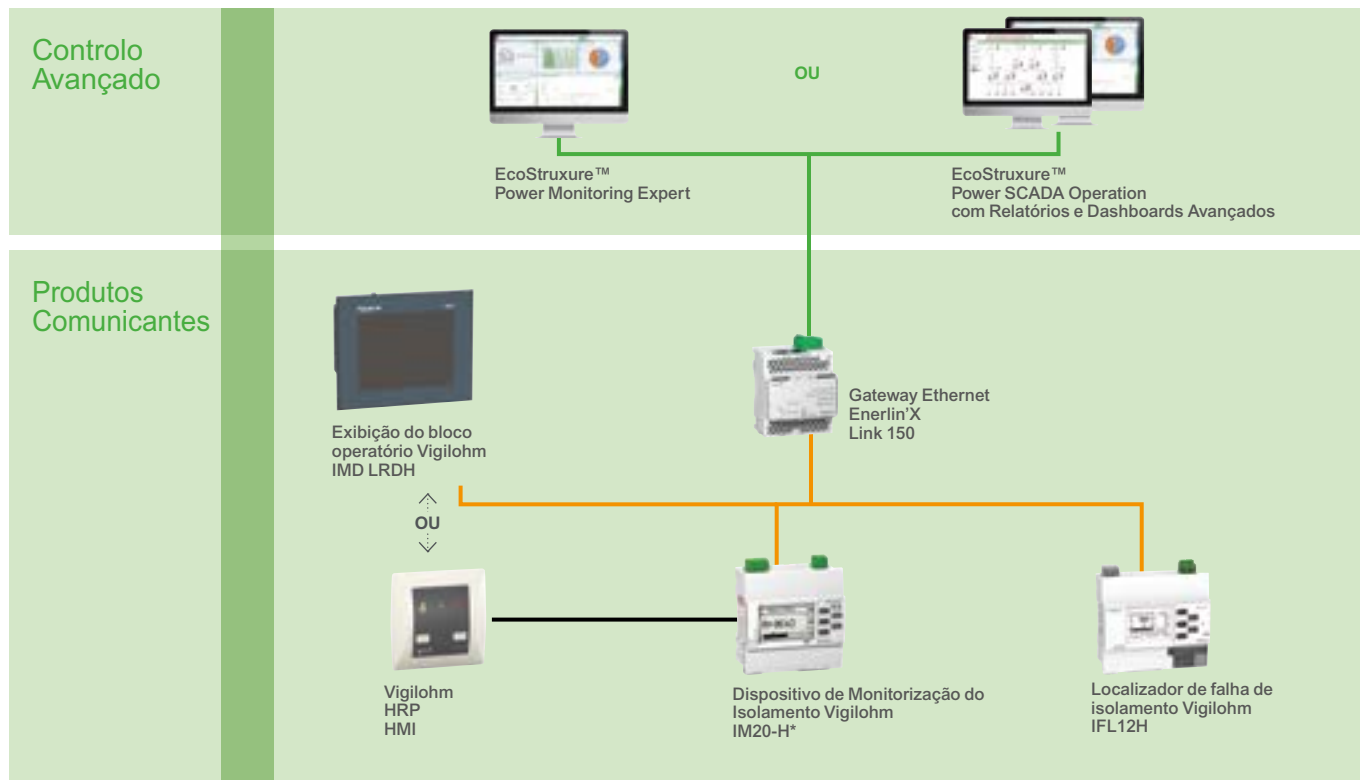 Controlo
Avançado
OU
EcoStruxure™
Power Monitoring Expert
EcoStruxure™
Power SCADA Operation
com Relatórios e Dashboards Avançados
Produtos
Comunicantes
Gateway Ethernet
Enerlin'X
Link 150
Exibição do bloco
operatório Vigilohm
IMD LRDH
OU
Vigilohm
HRP
HMI
Dispositivo de Monitorização do
Isolamento Vigilohm
IM20-H*
Localizador de falha de
isolamento Vigilohm
IFL12H